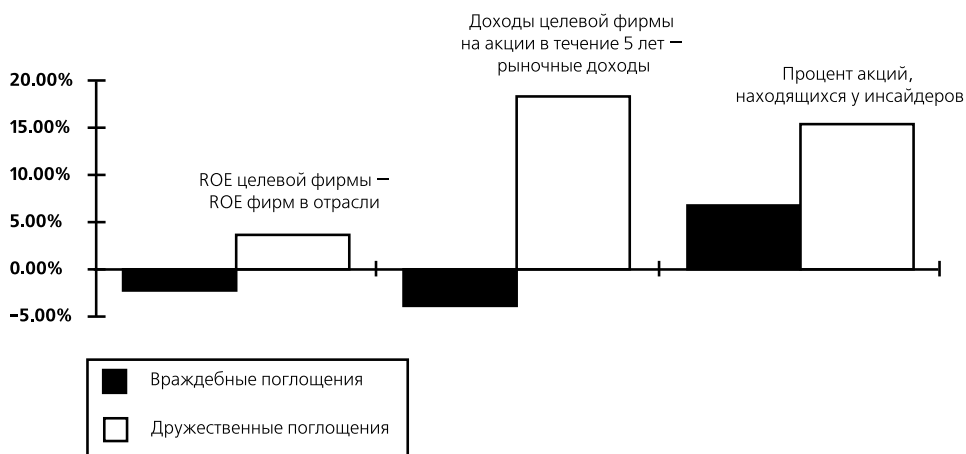 Доходы целевой фирмы
на акции в течение 5 лет –
рыночные доходы
Процент акций,
находящихся у инсайдеров
ROE целевой фирмы –
ROE фирм в отрасли
20.00%
15.00%
10.00%
5.00%
0.00%
–5.00%
Враждебные поглощения
Дружественные поглощения